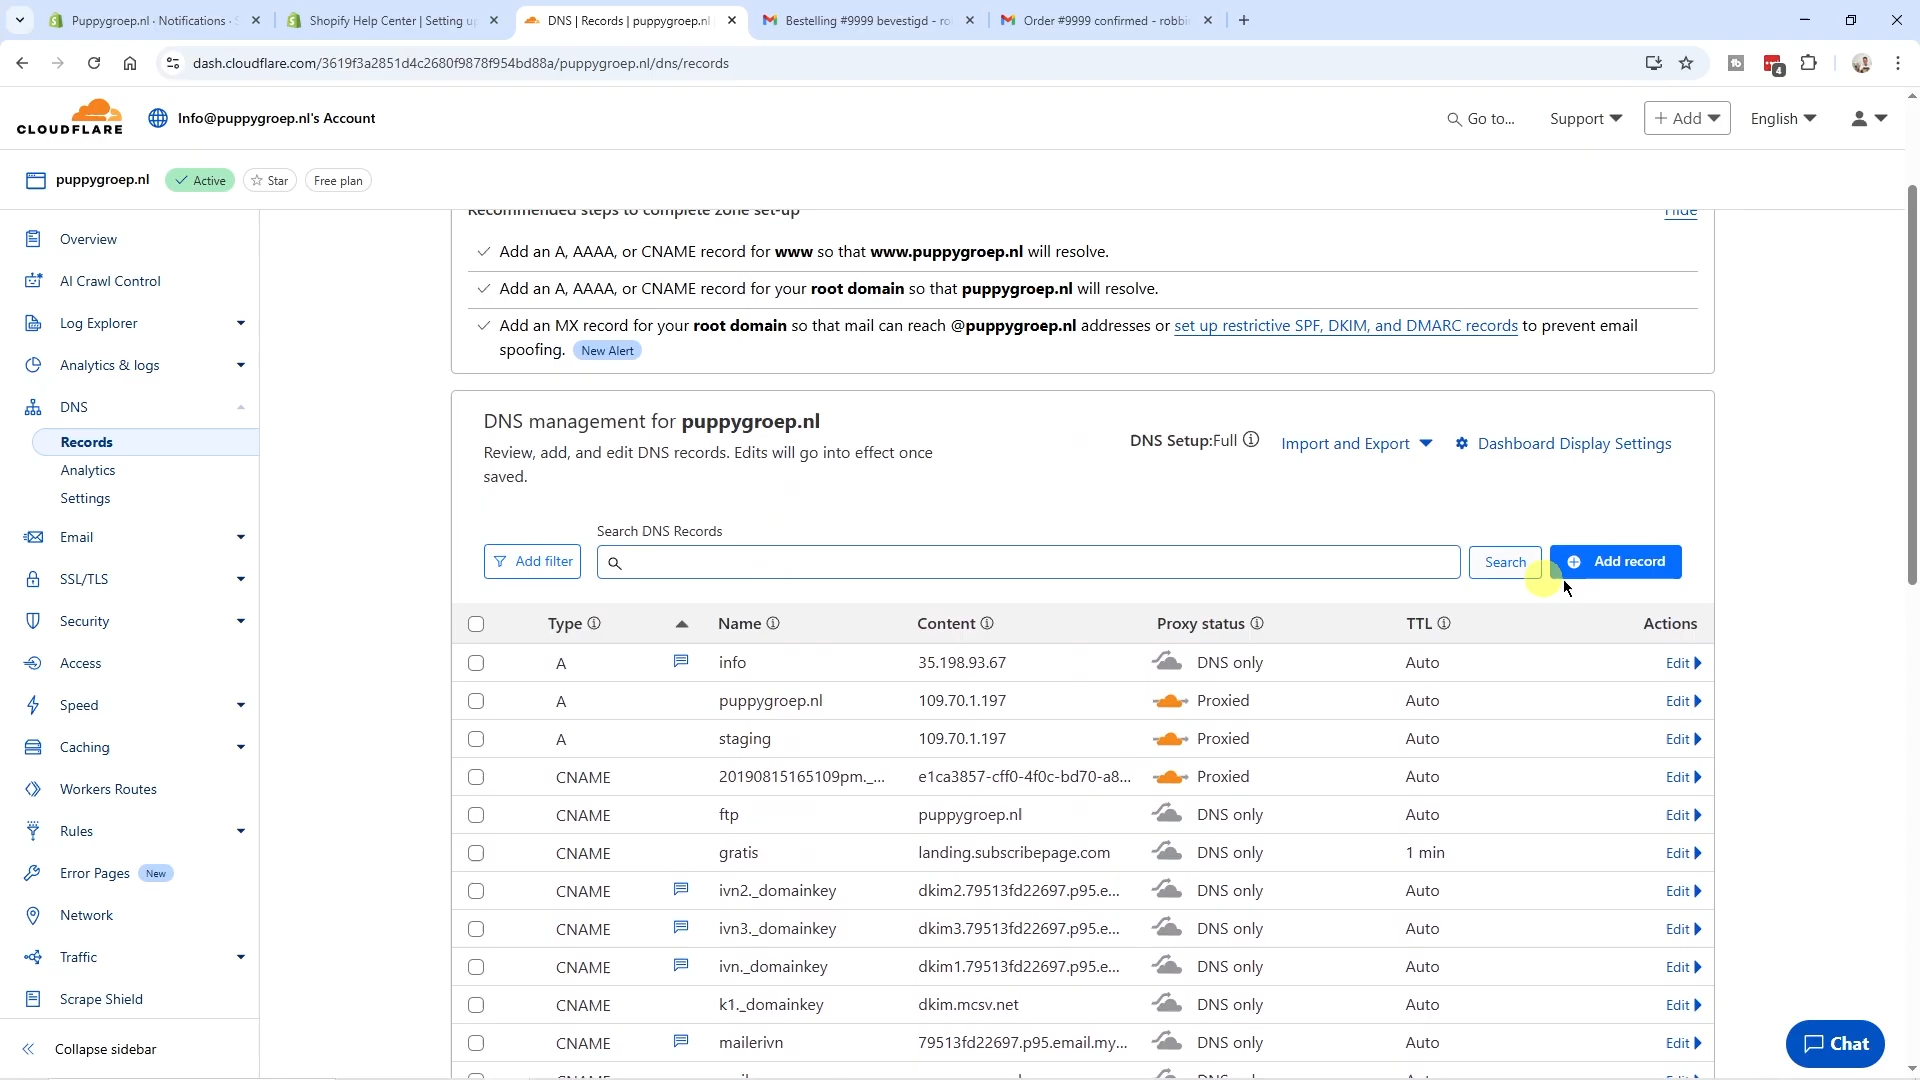 Puppygroep.nl · Notifications · S
Shopify Help Center | Setting up
DNS | Records | puppygroep.nl
Bestelling #9999 bevestigd - ro
Order #9999 confirmed - robbi
dash.cloudflare.com/3619f3a2851d4c2680f9878f954bd88a/puppygroep.nl/dns/records
4
CLOUDFLARE
Info@puppygroep.nl's Account
Go to...
Support
+ Add
English
puppygroep.nl
Active
Star
Free plan
Overview
AI Crawl Control
Log Explorer
Analytics & logs
DNS
Records
Analytics
Settings
Email
SSL/TLS
Security
Access
Speed
Caching
Workers Routes
Rules
Error Pages New
Network
Traffic
Scrape Shield
Collapse sidebar
Recommended steps to complete zone set-up
Hide
Add an A, AAAA, or CNAME record for www so that www.puppygroep.nl will resolve.
Add an A, AAAA, or CNAME record for your root domain so that puppygroep.nl will resolve.
Add an MX record for your root domain so that mail can reach @puppygroep.nl addresses or set up restrictive SPF, DKIM, and DMARC records to prevent email
spoofing. New Alert
DNS management for puppygroep.nl
Review, add, and edit DNS records. Edits will go into effect once
saved.
DNS Setup:Full
Import and Export
Dashboard Display Settings
Search DNS Records
Add filter
Search
Add record
Type Name Content Proxy status TTL Actions
A info 35.198.93.67 DNS only Auto Edit
A puppygroep.nl 109.70.1.197 Proxied Auto Edit
A staging 109.70.1.197 Proxied Auto Edit
CNAME 20190815165109pm._... e1ca3857-cff0-4f0c-bd70-a8... Proxied Auto Edit
CNAME ftp puppygroep.nl DNS only Auto Edit
CNAME gratis landing.subscribepage.com DNS only 1 min Edit
CNAME ivn2._domainkey dkim2.79513fd22697.p95.e... DNS only Auto Edit
CNAME ivn3._domainkey dkim3.79513fd22697.p95.e... DNS only Auto Edit
CNAME ivn._domainkey dkim1.79513fd22697.p95.e... DNS only Auto Edit
CNAME k1._domainkey dkim.mcsv.net DNS only Auto Edit
CNAME mailerivn 79513fd22697.p95.email.my... DNS only Auto Edit
Chat